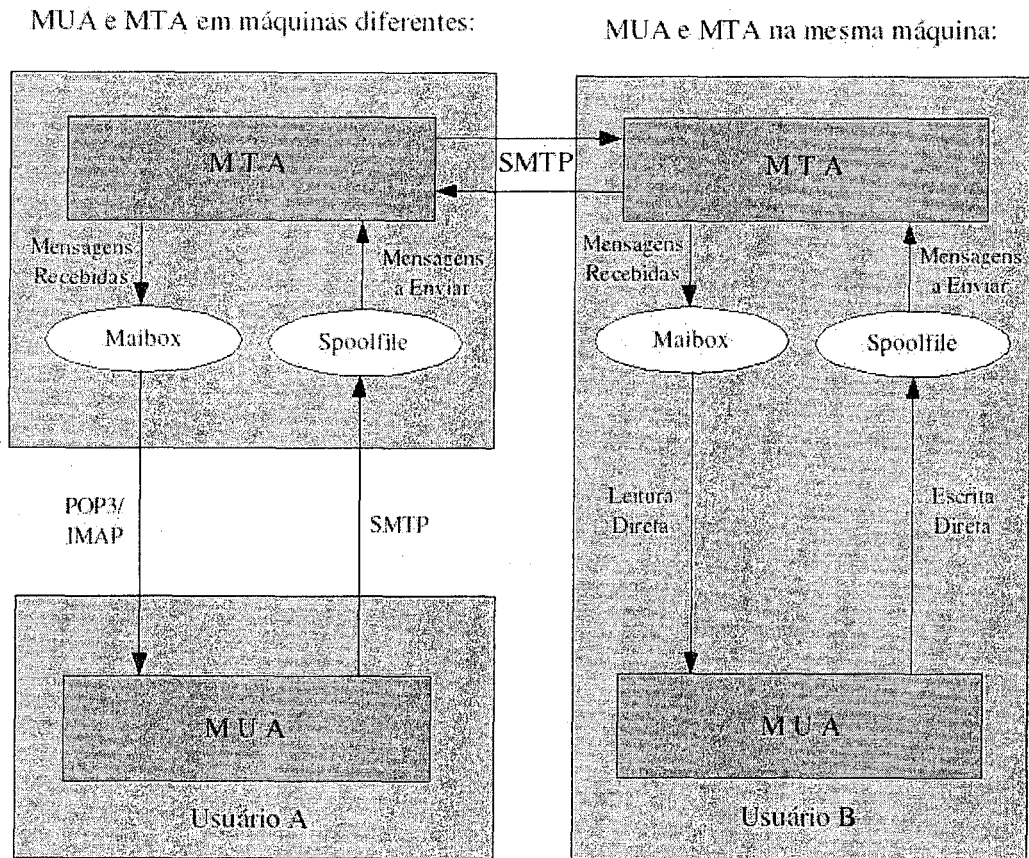 MUA e MTA em máquinas diferentes:
MUA e MTA na mesma máquina:
MTA
SMTP
MTA
Mensagens
Recebidas
Mensagens
a Enviar
Mensagens
Recebidas
Mensagens
a Enviar
Maibox
Spoolfile
Maibox
Spoolfile
POP3/
IMAP
SMTP
Leitura
Direta
Escrita
Direta
MUA
MUA
Usuário A
Usuário B